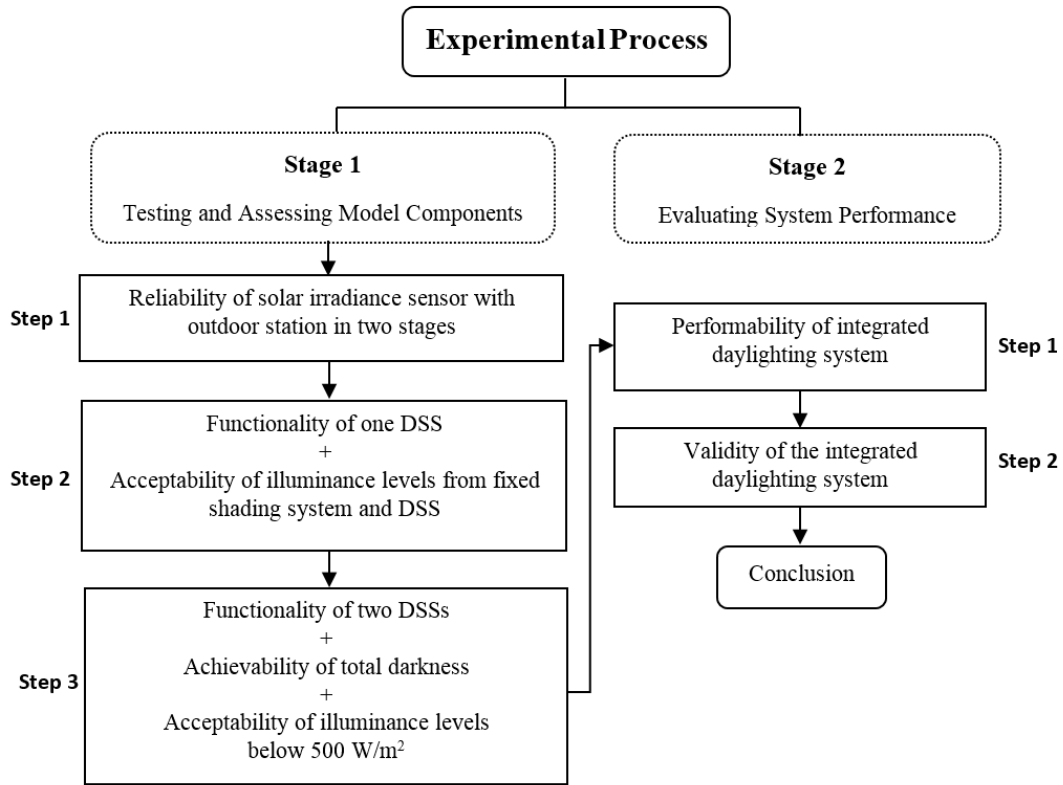 Experimental Process
Stage 1
Testing and Assessing Model Components
Step 1
Reliability of solar irradiance sensor with
outdoor station in two stages
Step 2
Functionality of one DSS
+
Acceptability of illuminance levels from fixed
shading system and DSS
Step 3
Functionality of two DSSs
+
Achievability of total darkness
+
Acceptability of illuminance levels
below 500 W/m²
Stage 2
Evaluating System Performance
Performability of integrated
daylighting system
Step 1
Validity of the integrated
daylighting system
Step 2
Conclusion